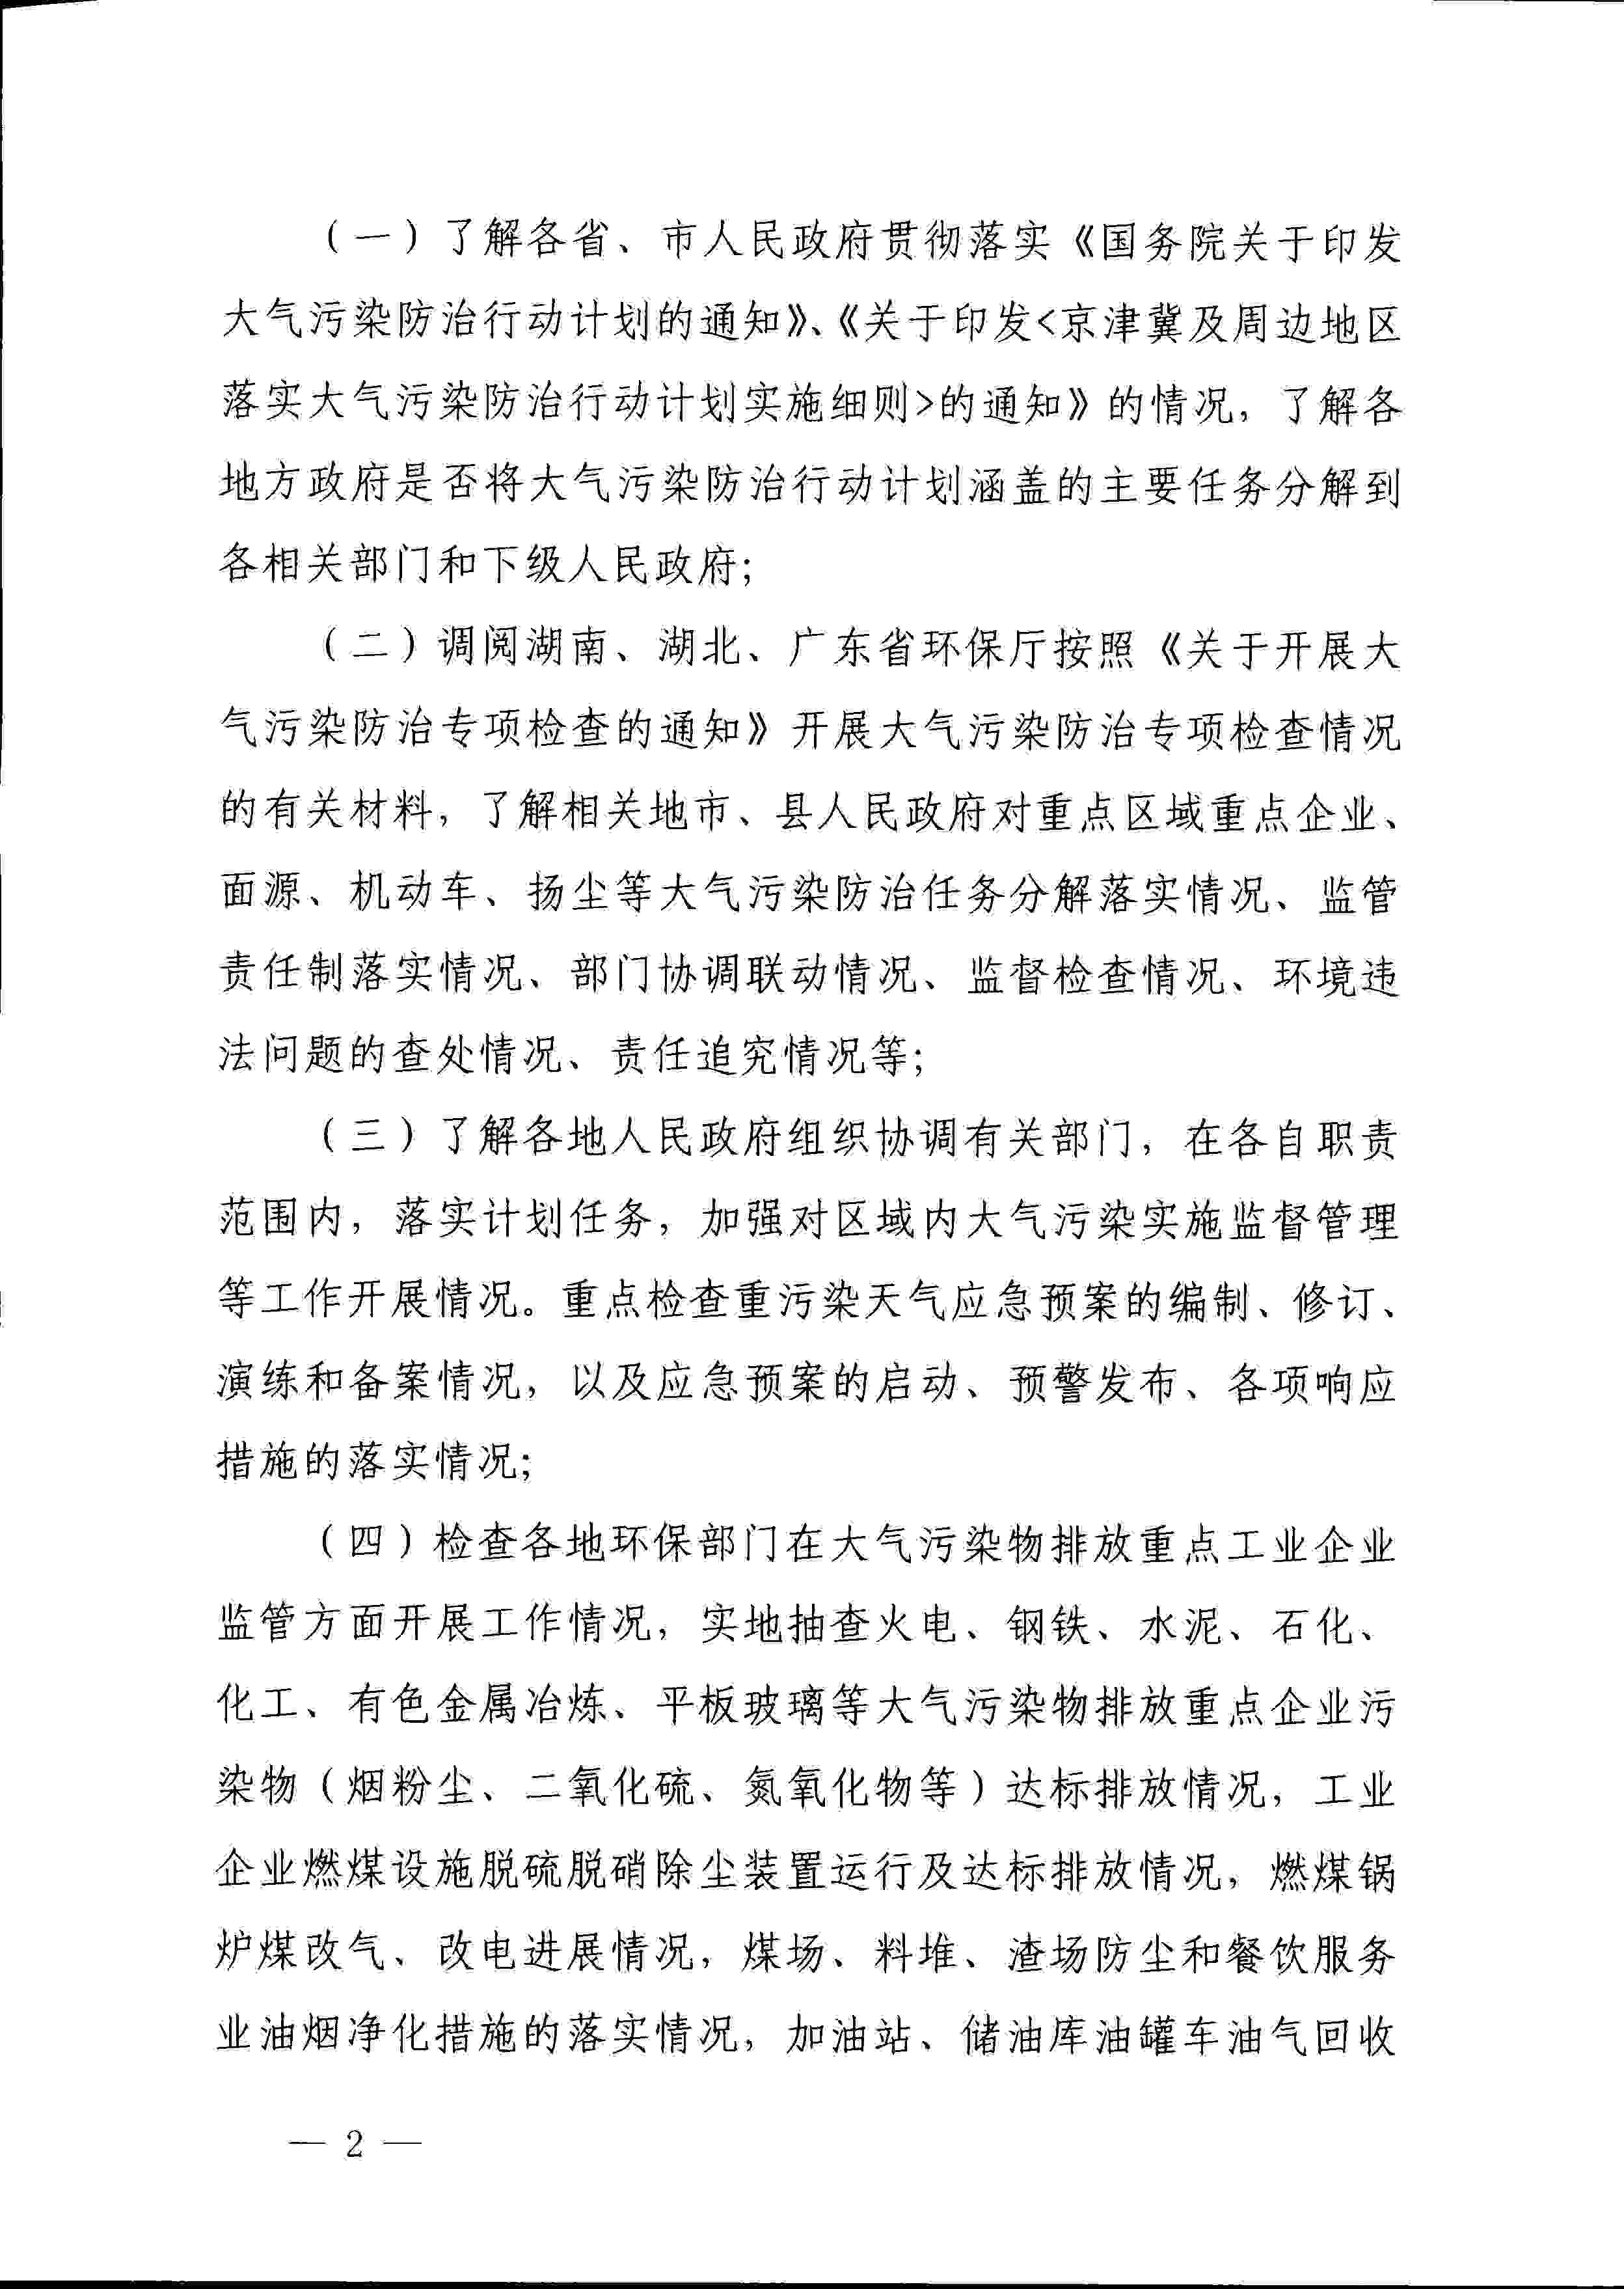 （一）了解各省、市人民政府贯彻落实《国务院关于印发
大气污染防治行动计划的通知》、《关于印发<京津冀及周边地区
落实大气污染防治行动计划实施细则>的通知》的情况，了解各
地方政府是否将大气污染防治行动计划涵盖的主要任务分解到
各相关部门和下级人民政府；
（二）调阅湖南、湖北、广东省环保厅按照《关于开展大
气污染防治专项检查的通知》开展大气污染防治专项检查情况
的有关材料，了解相关地市、县人民政府对重点区域重点企业、
面源、机动车、扬尘等大气污染防治任务分解落实情况、监管
责任制落实情况、部门协调联动情况、监督检查情况、环境违
法问题的查处情况、责任追究情况等；
（三）了解各地人民政府组织协调有关部门，在各自职责
范围内，落实计划任务，加强对区域内大气污染实施监督管理
等工作开展情况。重点检查重污染天气应急预案的编制、修订、
演练和备案情况，以及应急预案的启动、预警发布、各项响应
措施的落实情况；
（四）检查各地环保部门在大气污染物排放重点工业企业
监管方面开展工作情况，实地抽查火电、钢铁、水泥、石化、
化工、有色金属冶炼、平板玻璃等大气污染物排放重点企业污
染物（烟粉尘、二氧化硫、氮氧化物等）达标排放情况，工业
企业燃煤设施脱硫脱硝除尘装置运行及达标排放情况，燃煤锅
炉煤改气、改电进展情况，煤场、料堆、渣场防尘和餐饮服务
业油烟净化措施的落实情况，加油站、储油库油罐车油气回收
— 2 —